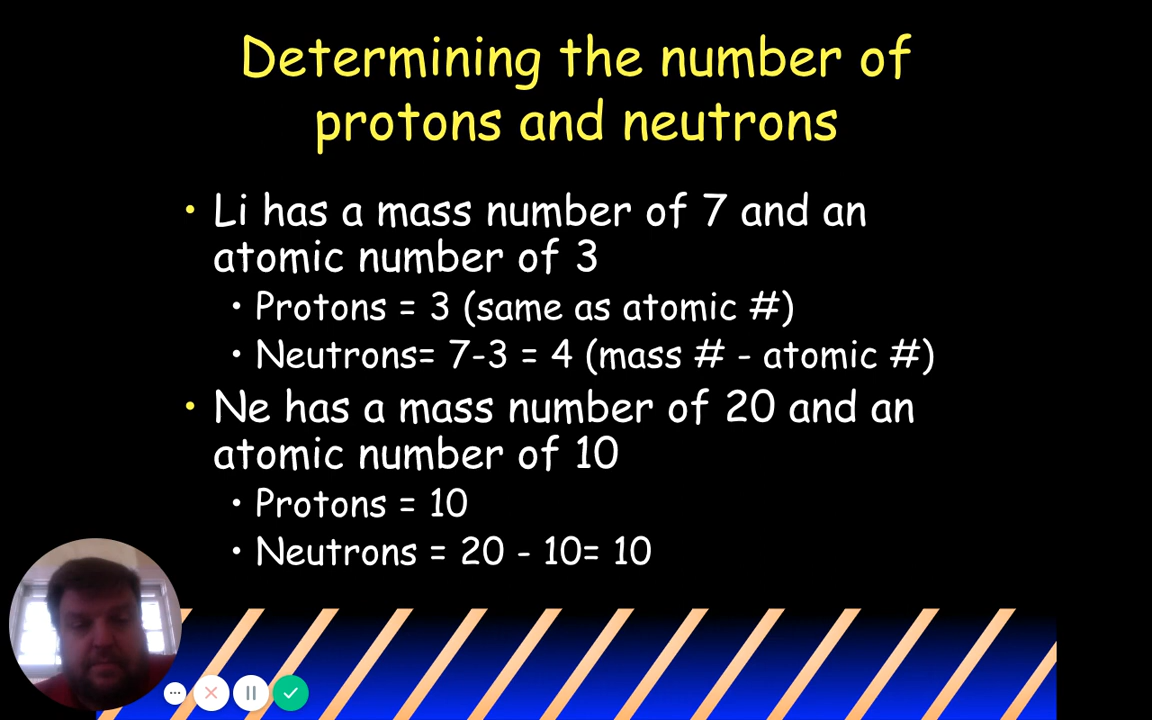 Determining the number of
protons and neutrons
• Li has a mass number of 7 and an
atomic number of 3
• Protons = 3 (same as atomic #)
• Neutrons= 7-3 = 4 (mass # - atomic #)
• Ne has a mass number of 20 and an
atomic number of 10
• Protons = 10
• Neutrons = 20 - 10= 10